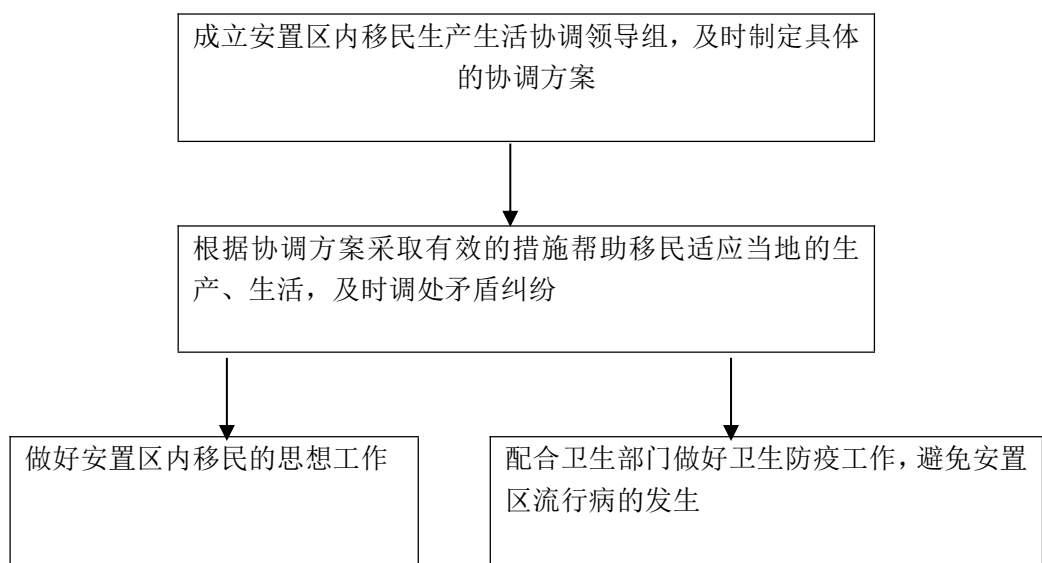 成立安置区内移民生产生活协调领导组，及时制定具体
的协调方案
根据协调方案采取有效的措施帮助移民适应当地的生
产、生活，及时调处矛盾纠纷
做好安置区内移民的思想工作
配合卫生部门做好卫生防疫工作，避免安置
区流行病的发生